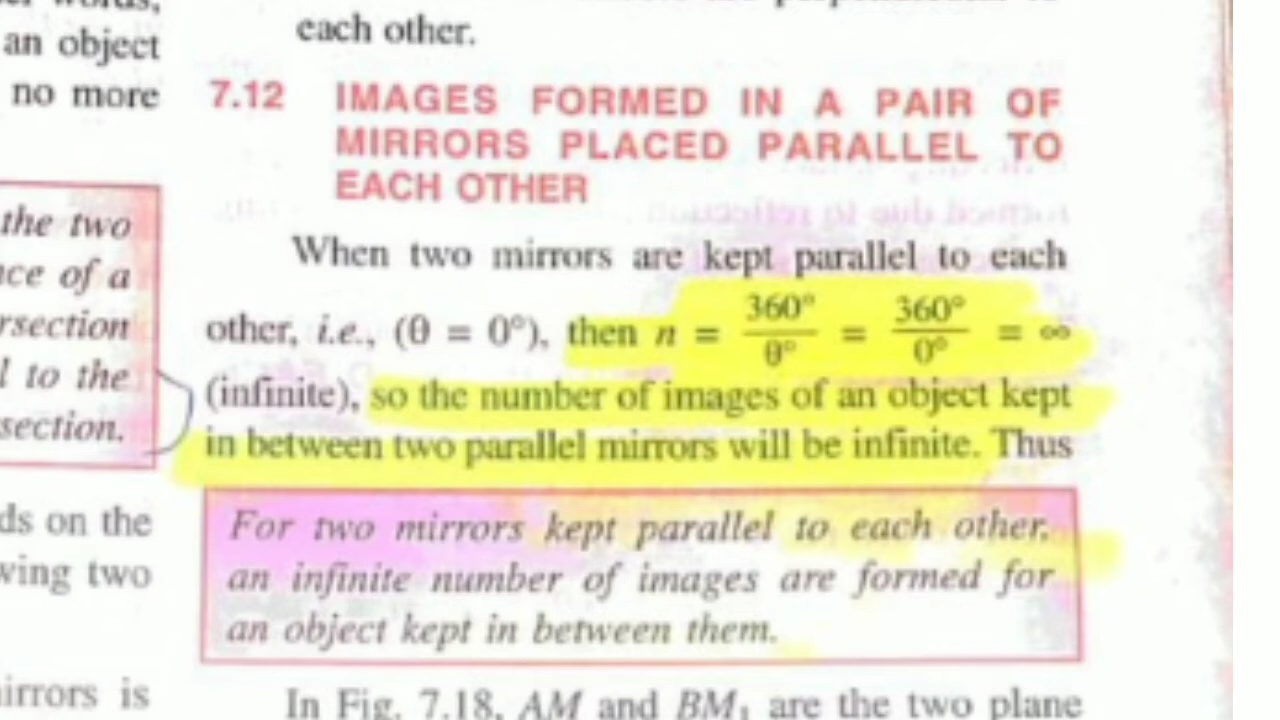 an object
no more
the two
nce of a
rsection
l to the
section.
ds on the
wing two
irrors is
each other.
7.12 IMAGES FORMED IN A PAIR OF
MIRRORS PLACED PARALLEL TO
EACH OTHER
When two mirrors are kept parallel to each
other, i.e., (θ = 0°), then n = 360°/θ° = 360°/0° = ∞
(infinite), so the number of images of an object kept
in between two parallel mirrors will be infinite. Thus
For two mirrors kept parallel to each other,
an infinite number of images are formed for
an object kept in between them.
In Fig. 7.18, AM and BM₁ are the two plane